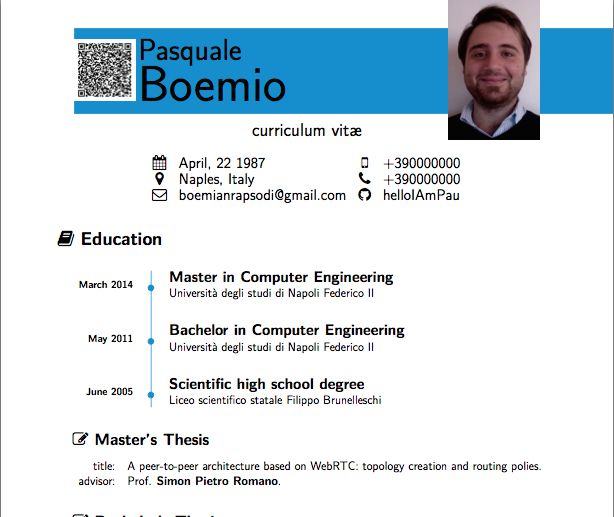 Pasquale
Boemio
curriculum vitæ
April, 22 1987
+390000000
Naples, Italy
+390000000
boemianrapsodi@gmail.com
helloIAmPau
Education
March 2014
Master in Computer Engineering
Università degli studi di Napoli Federico II
May 2011
Bachelor in Computer Engineering
Università degli studi di Napoli Federico II
June 2005
Scientific high school degree
Liceo scientifico statale Filippo Brunelleschi
Master's Thesis
title: A peer-to-peer architecture based on WebRTC: topology creation and routing polies.
advisor: Prof. Simon Pietro Romano.